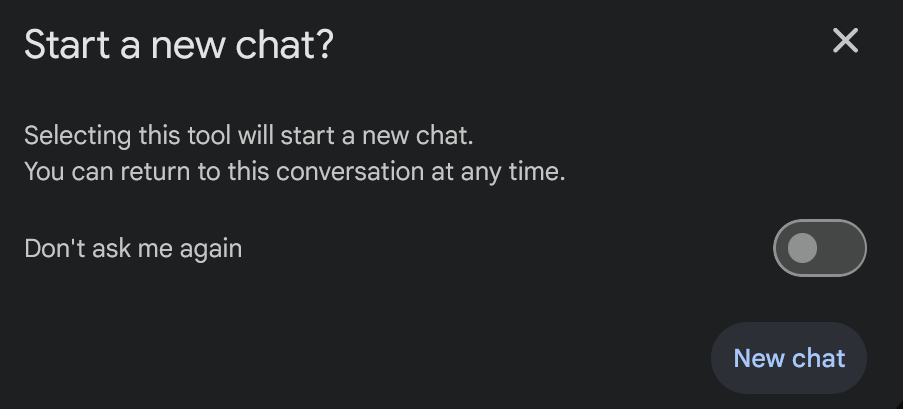 Start a new chat?
Selecting this tool will start a new chat.
You can return to this conversation at any time.
Don't ask me again
New chat